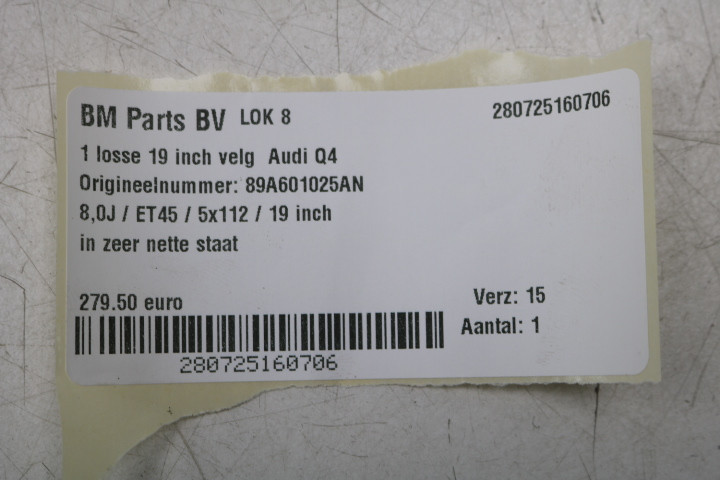 BM Parts BV LOK 8 280725160706
1 losse 19 inch velg Audi Q4
Origineelnummer: 89A601025AN
8,0J / ET45 / 5x112 / 19 inch
in zeer nette staat
279.50 euro Verz: 15
Aantal: 1
280725160706